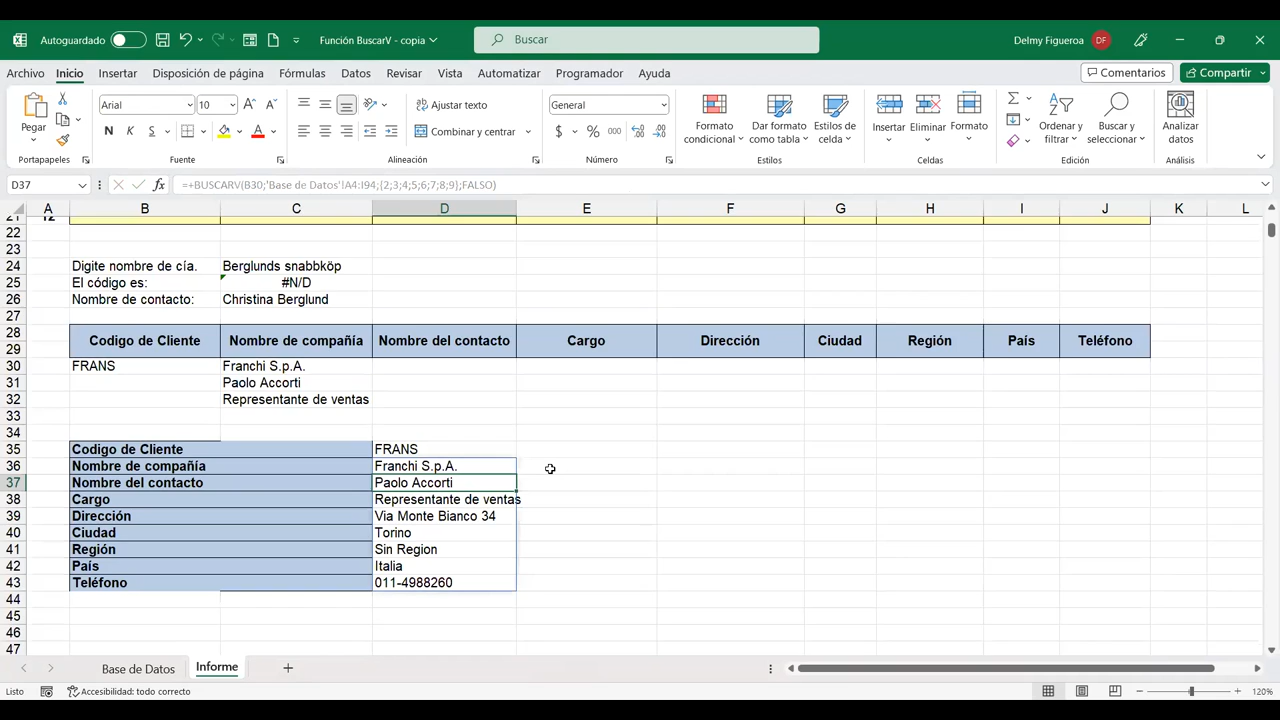 Autoguardado
Función BuscarV - copia
Buscar
Delmy Figueroa
DF
Archivo Inicio Insertar Disposición de página Fórmulas Datos Revisar Vista Automatizar Programador Ayuda
Comentarios
Compartir
Pegar
Portapapeles
Arial
10
N K S
Fuente
Ajustar texto
Combinar y centrar
Alineación
General
$ % 000
Número
Formato condicional
Dar formato como tabla
Estilos de celda
Estilos
Insertar
Eliminar
Formato
Celdas
Ordenar y filtrar
Buscar y seleccionar
Edición
Analizar datos
Análisis
D37
fx
=+BUSCARV(B30;'Base de Datos'!A4:I94;{2;3;4;5;6;7;8;9};FALSO)
A B C D E F G H I J K L
21 12
22
23
24 Digite nombre de cía. Berglunds snabbköp
25 El código es: #N/D
26 Nombre de contacto: Christina Berglund
27
28
29 Codigo de Cliente Nombre de compañía Nombre del contacto Cargo Dirección Ciudad Región País Teléfono
30 FRANS Franchi S.p.A.
31 Paolo Accorti
32 Representante de ventas
33
34
35 Codigo de Cliente FRANS
36 Nombre de compañía Franchi S.p.A.
37 Nombre del contacto Paolo Accorti
38 Cargo Representante de ventas
39 Dirección Via Monte Bianco 34
40 Ciudad Torino
41 Región Sin Region
42 País Italia
43 Teléfono 011-4988260
44
45
46
47
Base de Datos Informe
Listo
Accesibilidad: todo correcto
120%